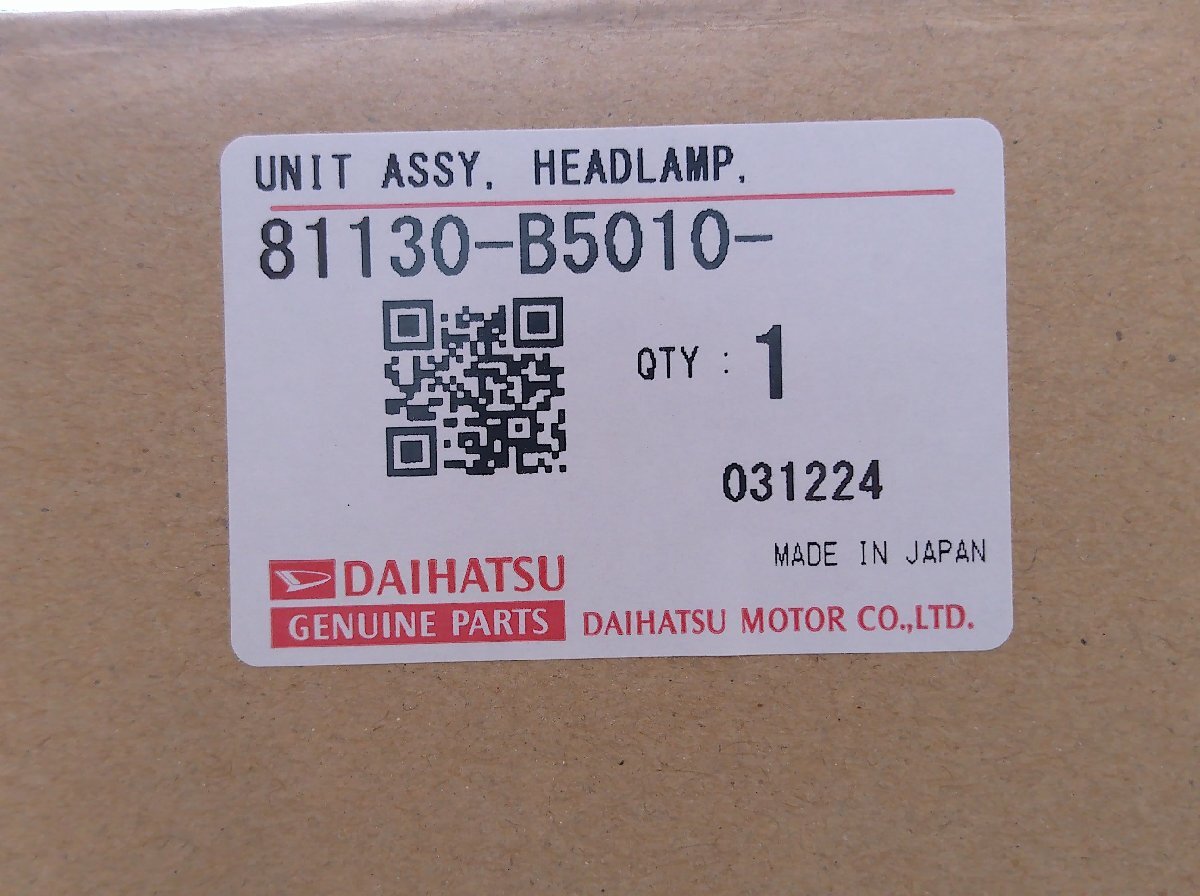 UNIT ASSY, HEADLAMP,
81130-B5010-
QTY : 1
031224
MADE IN JAPAN
DAIHATSU
GENUINE PARTS
DAIHATSU MOTOR CO.,LTD.